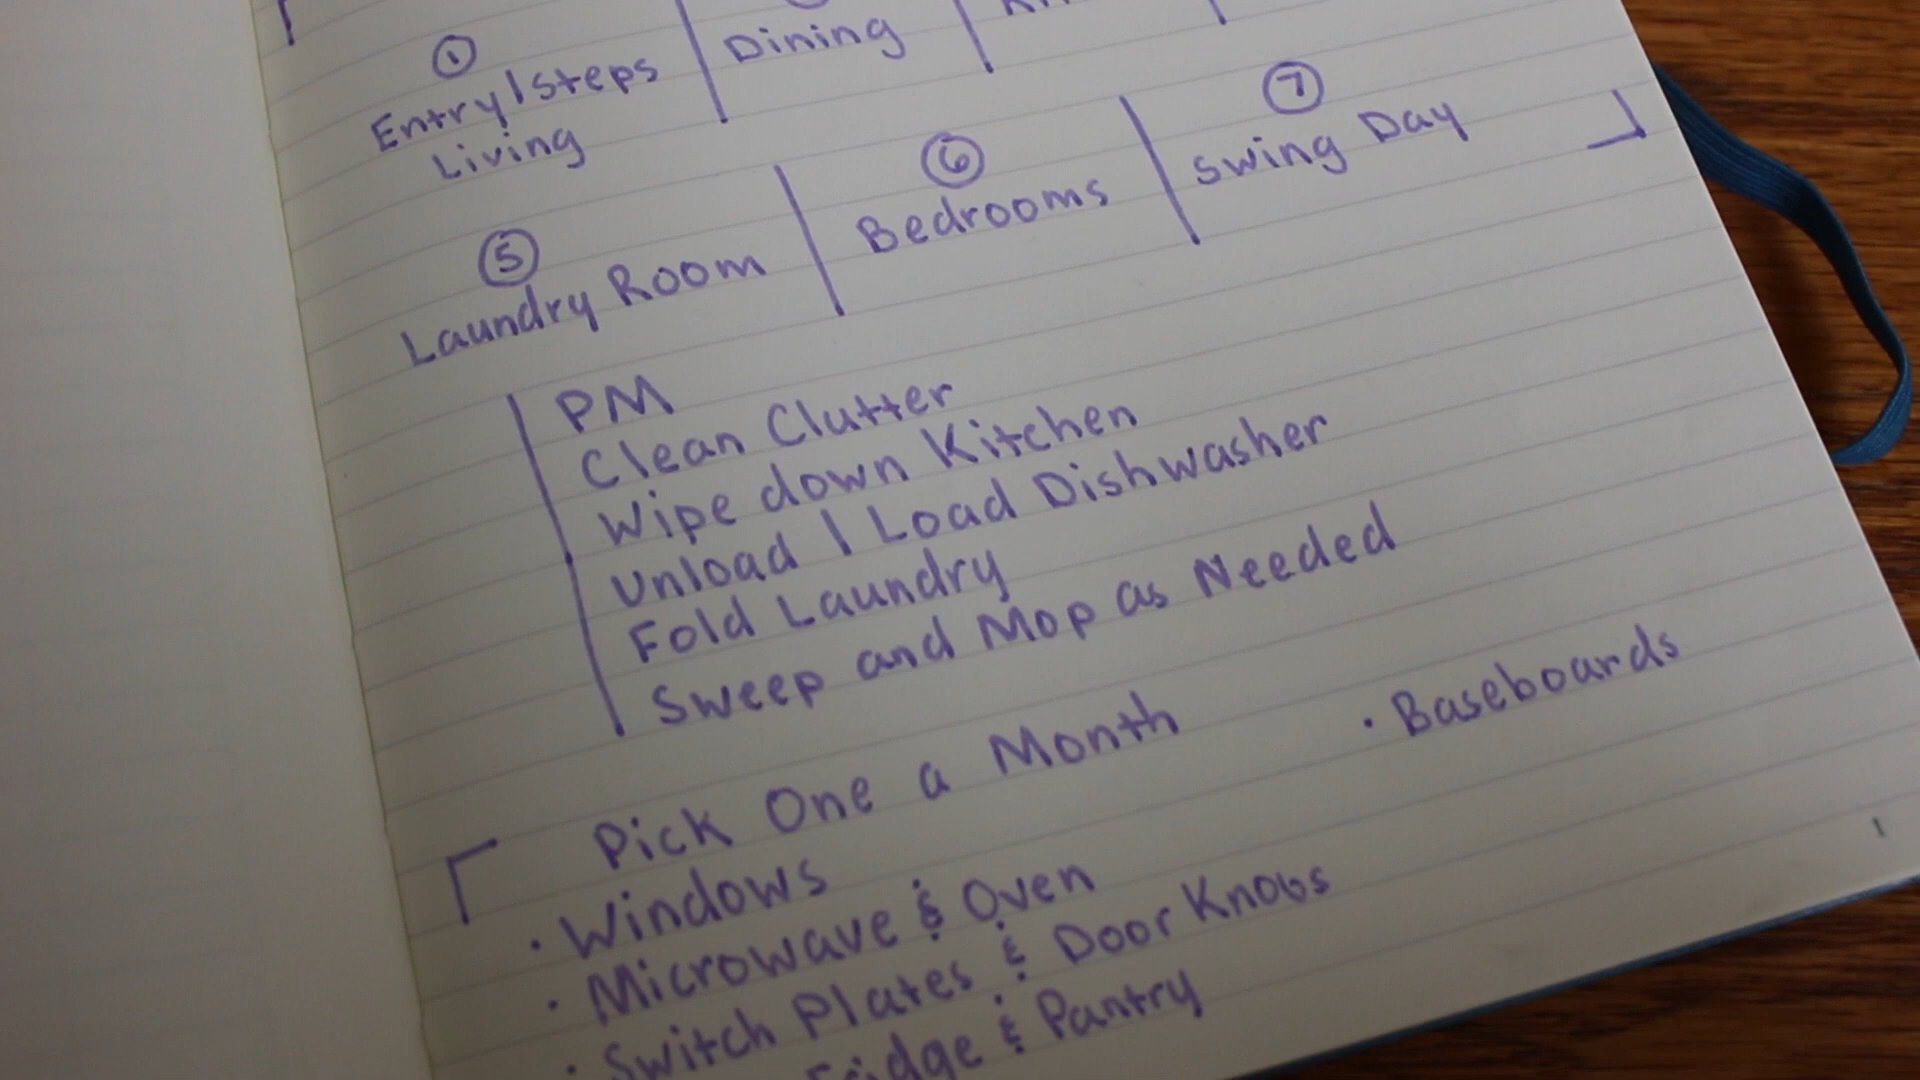 ①
Entry/Steps
Living
Dining
⑤
Laundry Room
⑥
Bedrooms
⑦
Swing Day
PM
Clean Clutter
Wipe down Kitchen
Unload / Load Dishwasher
Fold Laundry
Sweep and Mop as Needed
Pick One a Month
· Windows
· Microwave & Oven
· Switch Plates & Door Knobs
Fridge & Pantry
· Baseboards
1